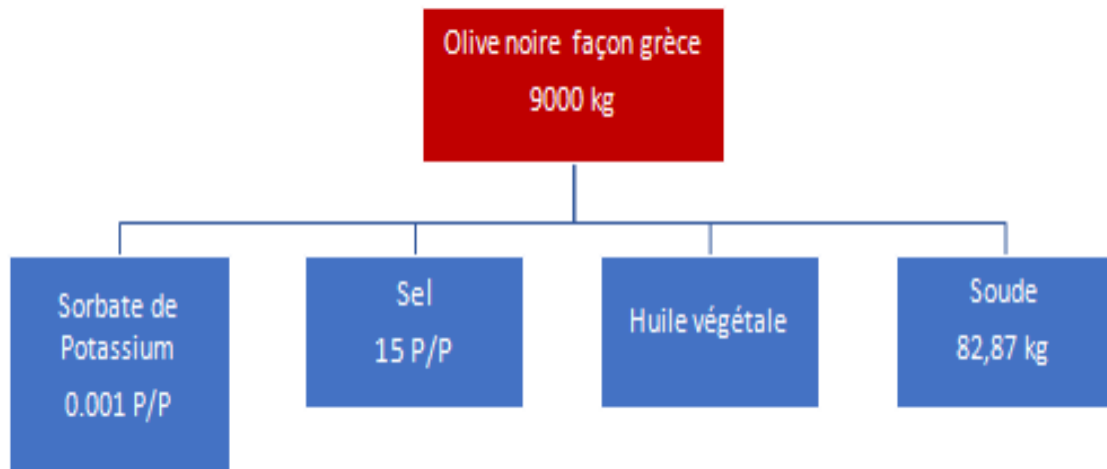 Olive noire façon grèce
9000 kg
Sorbate de
Potassium
0.001 P/P
Sel
15 P/P
Huile végétale
Soude
82,87 kg